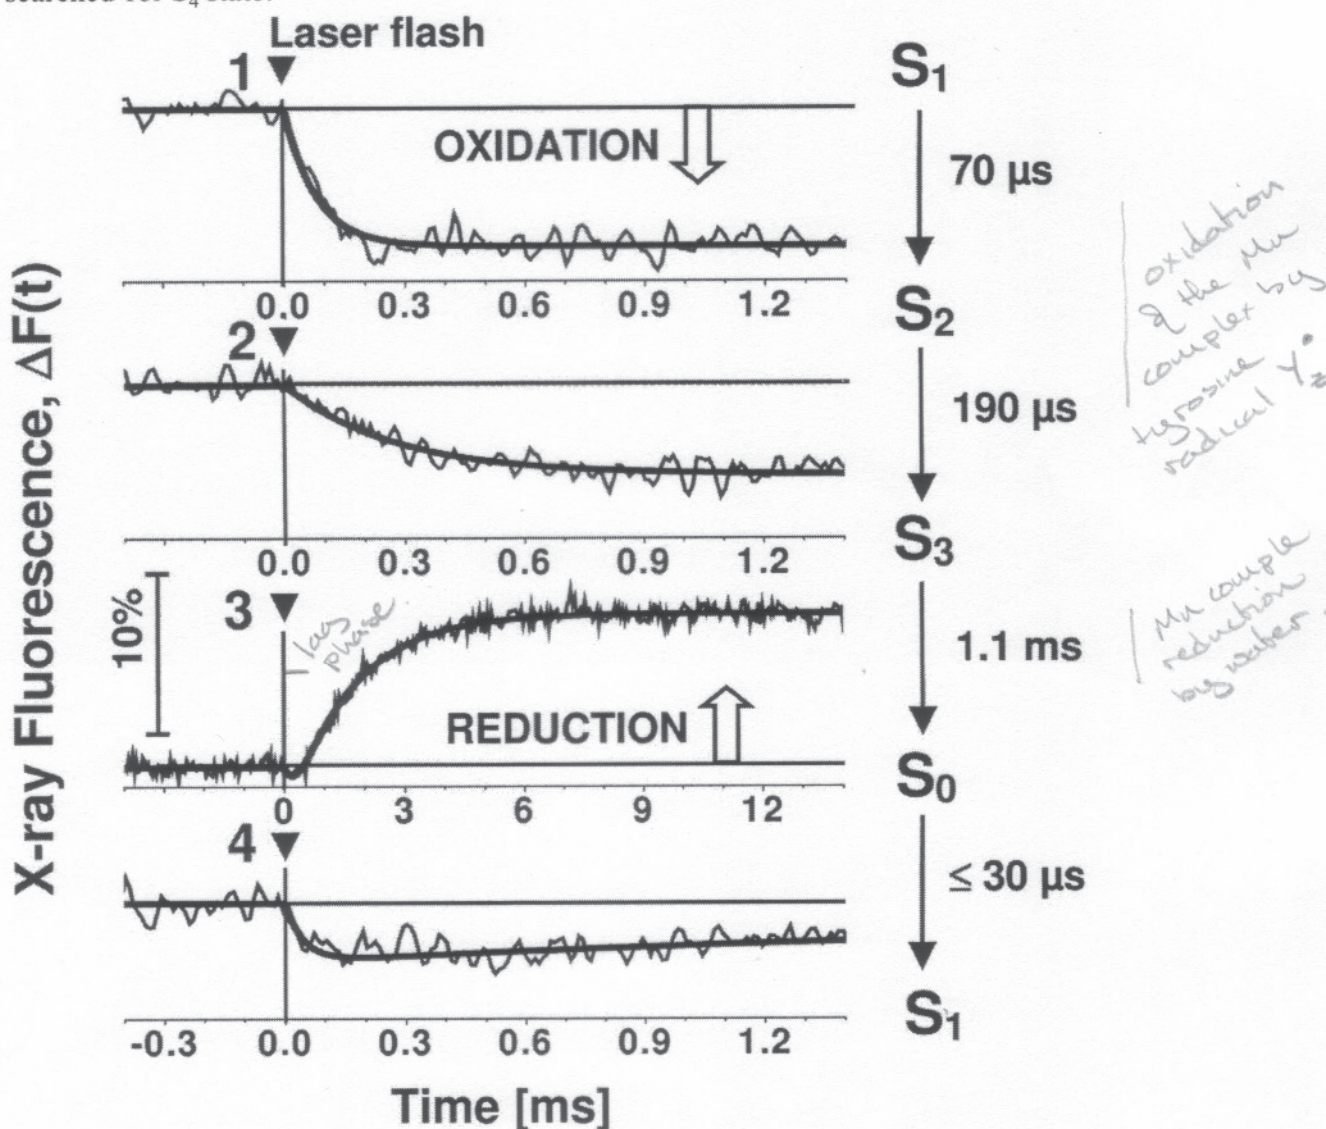 searched-for S4 state.
Laser flash
1
S1
OXIDATION
70 µs
0.0 0.3 0.6 0.9 1.2
S2
oxidation
of the Mn
complex by
tyrosine
radical Yz•
2
190 µs
0.0 0.3 0.6 0.9 1.2
S3
X-ray Fluorescence, ΔF(t)
10%
3
lag
phase
1.1 ms
Mn comple
reduction
by water
REDUCTION
0 3 6 9 12
S0
4
≤ 30 µs
-0.3 0.0 0.3 0.6 0.9 1.2
S1
Time [ms]